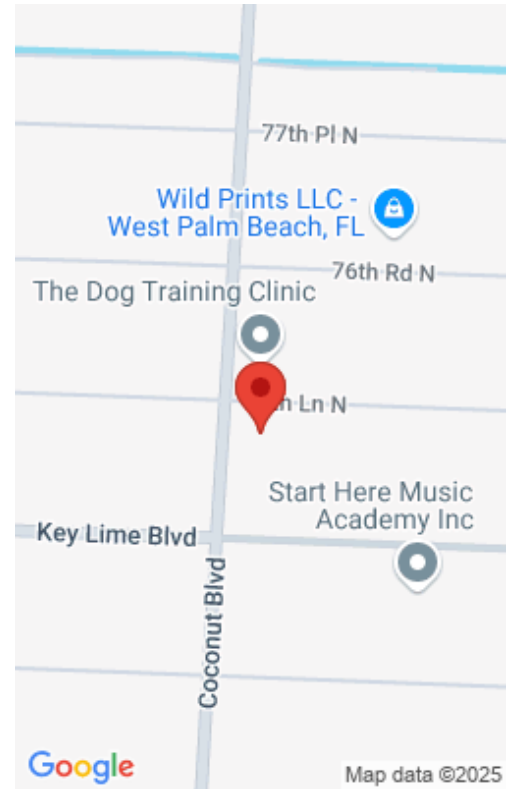 77th Pl N
Wild Prints LLC -
West Palm Beach, FL
76th Rd N
The Dog Training Clinic
Ln N
Start Here Music
Academy Inc
Key Lime Blvd
Coconut Blvd
Google
Map data ©2025